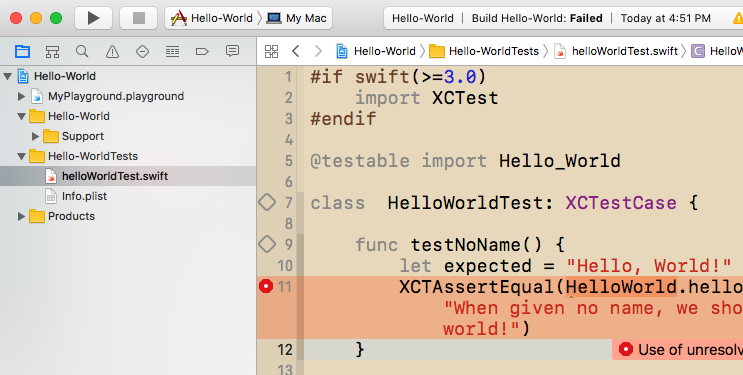 Hello-World My Mac
Hello-World | Build Hello-World: Failed | Today at 4:51 PM
Hello-World
MyPlayground.playground
Hello-World
Support
Hello-WorldTests
helloWorldTest.swift
Info.plist
Products
Hello-World Hello-WorldTests helloWorldTest.swift C HelloW
1 #if swift(>=3.0)
2 import XCTest
3 #endif
4
5 @testable import Hello_World
6
7 class  HelloWorldTest: XCTestCase {
8
9 func testNoName() {
10 let expected = "Hello, World!"
11 XCTAssertEqual(HelloWorld.hello
"When given no name, we sho
world!")
12 }
Use of unresolv
13